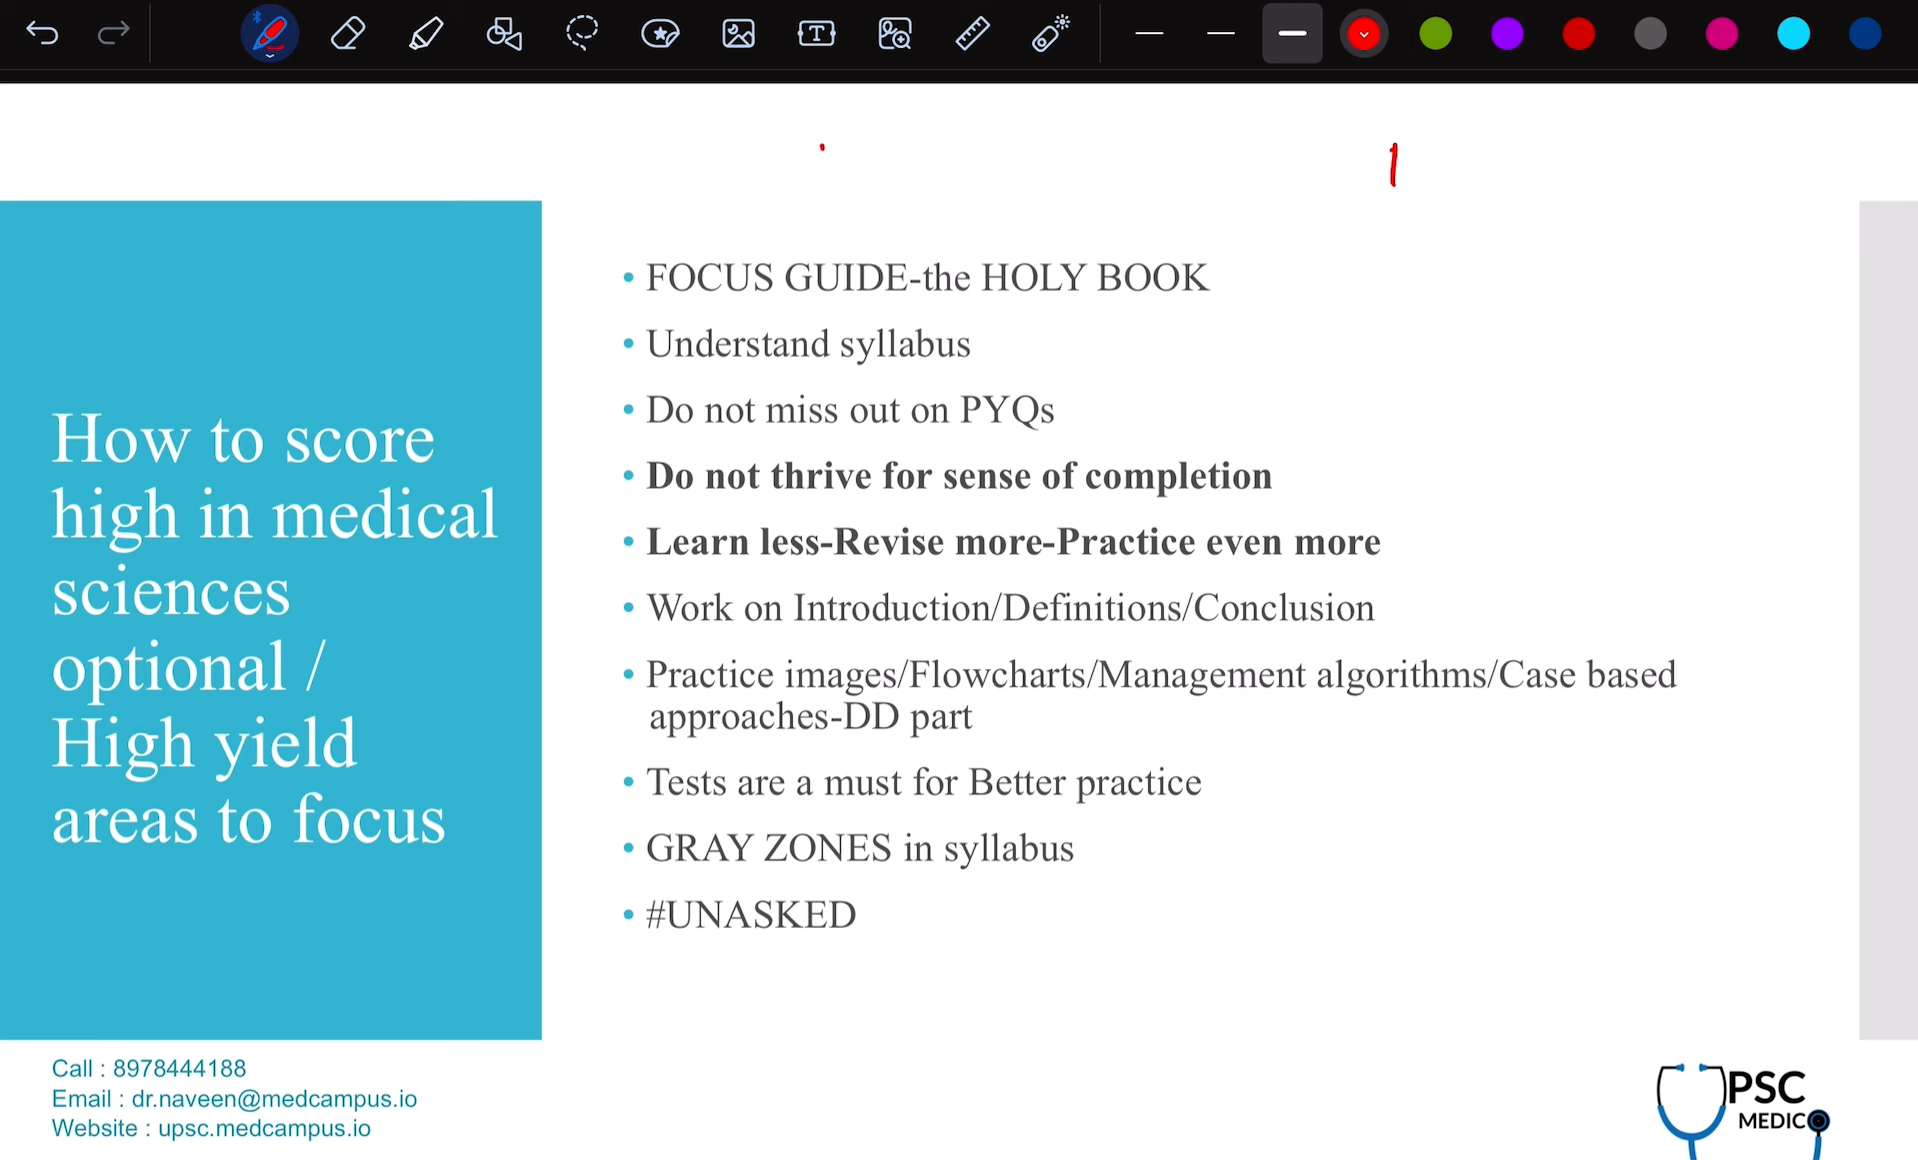 How to score
high in medical
sciences
optional /
High yield
areas to focus
• FOCUS GUIDE-the HOLY BOOK
• Understand syllabus
• Do not miss out on PYQs
• Do not thrive for sense of completion
• Learn less-Revise more-Practice even more
• Work on Introduction/Definitions/Conclusion
• Practice images/Flowcharts/Management algorithms/Case based
approaches-DD part
• Tests are a must for Better practice
• GRAY ZONES in syllabus
• #UNASKED
Call : 8978444188
Email : dr.naveen@medcampus.io
Website : upsc.medcampus.io
UPSC
MEDICO